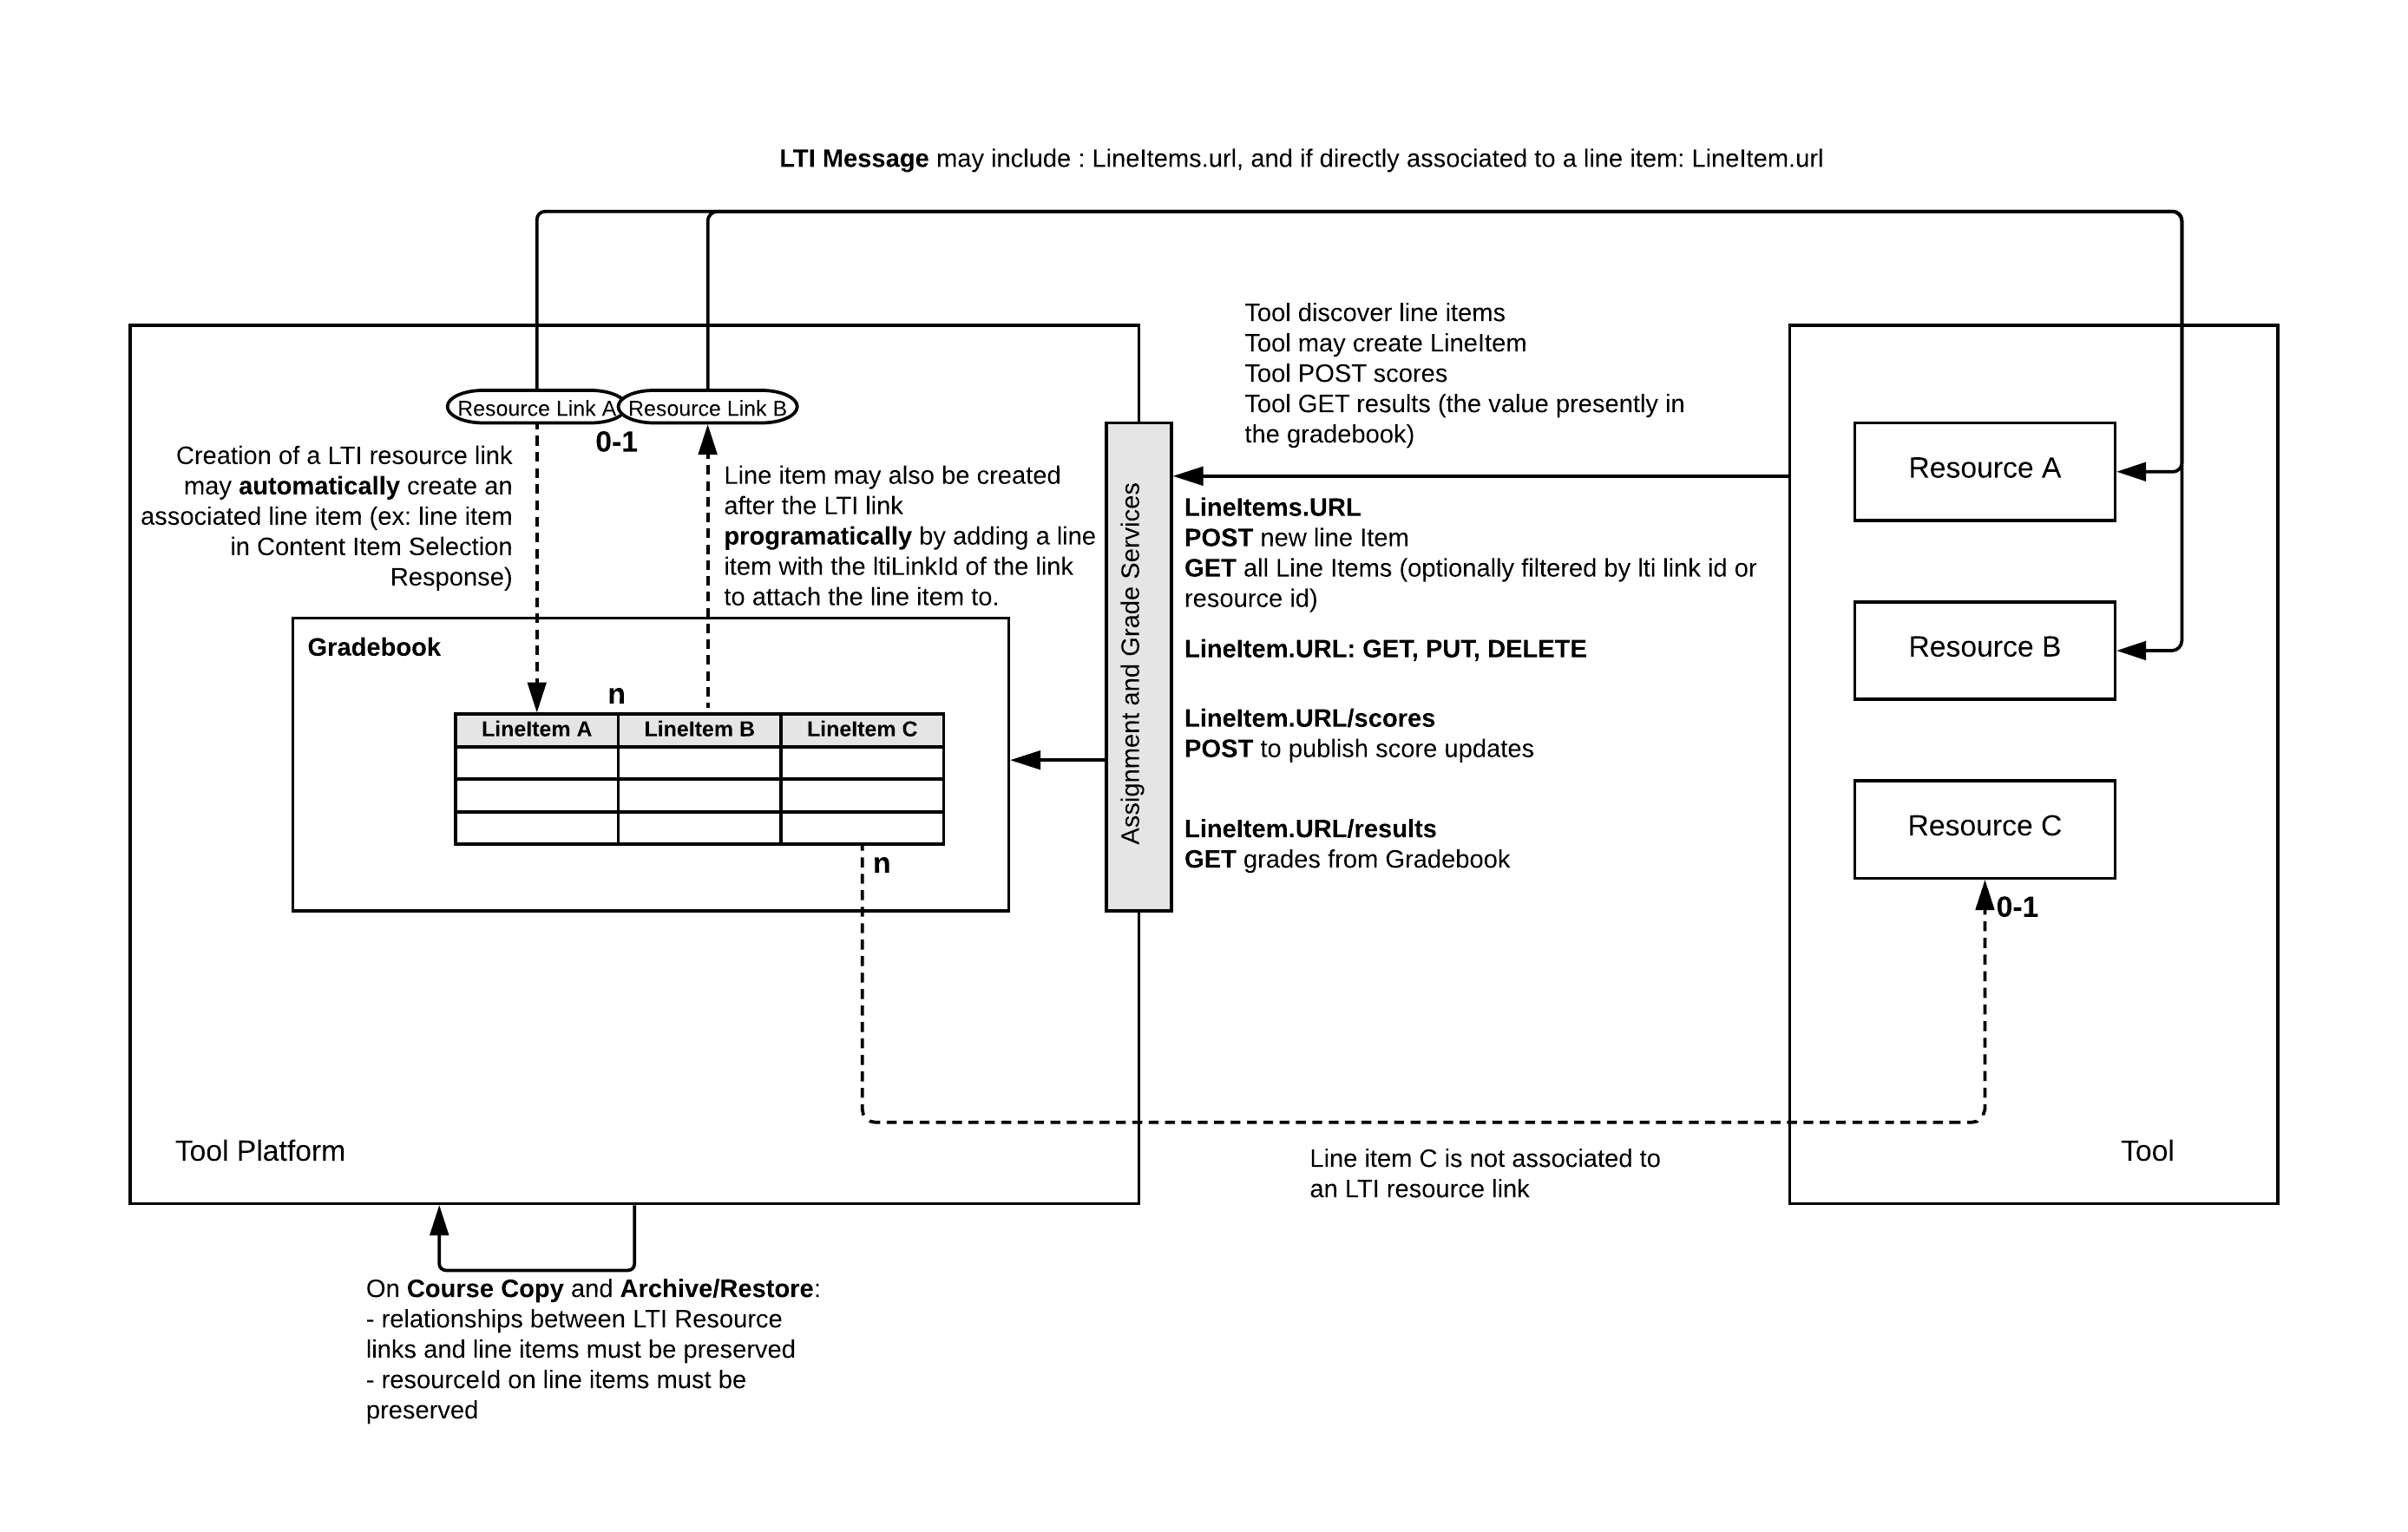 LTI Message may include : LineItems.url, and if directly associated to a line item: LineItem.url
Resource Link A
Resource Link B
0-1
Creation of a LTI resource link
may automatically create an
associated line item (ex: line item
in Content Item Selection
Response)
Line item may also be created
after the LTI link
programatically by adding a line
item with the ltiLinkId of the link
to attach the line item to.
Gradebook
n
LineItem A
LineItem B
LineItem C
n
Tool Platform
Assignment and Grade Services
Tool discover line items
Tool may create LineItem
Tool POST scores
Tool GET results (the value presently in
the gradebook)
LineItems.URL
POST new line Item
GET all Line Items (optionally filtered by lti link id or
resource id)
LineItem.URL: GET, PUT, DELETE
LineItem.URL/scores
POST to publish score updates
LineItem.URL/results
GET grades from Gradebook
Resource A
Resource B
Resource C
0-1
Tool
Line item C is not associated to
an LTI resource link
On Course Copy and Archive/Restore:
- relationships between LTI Resource
links and line items must be preserved
- resourceId on line items must be
preserved